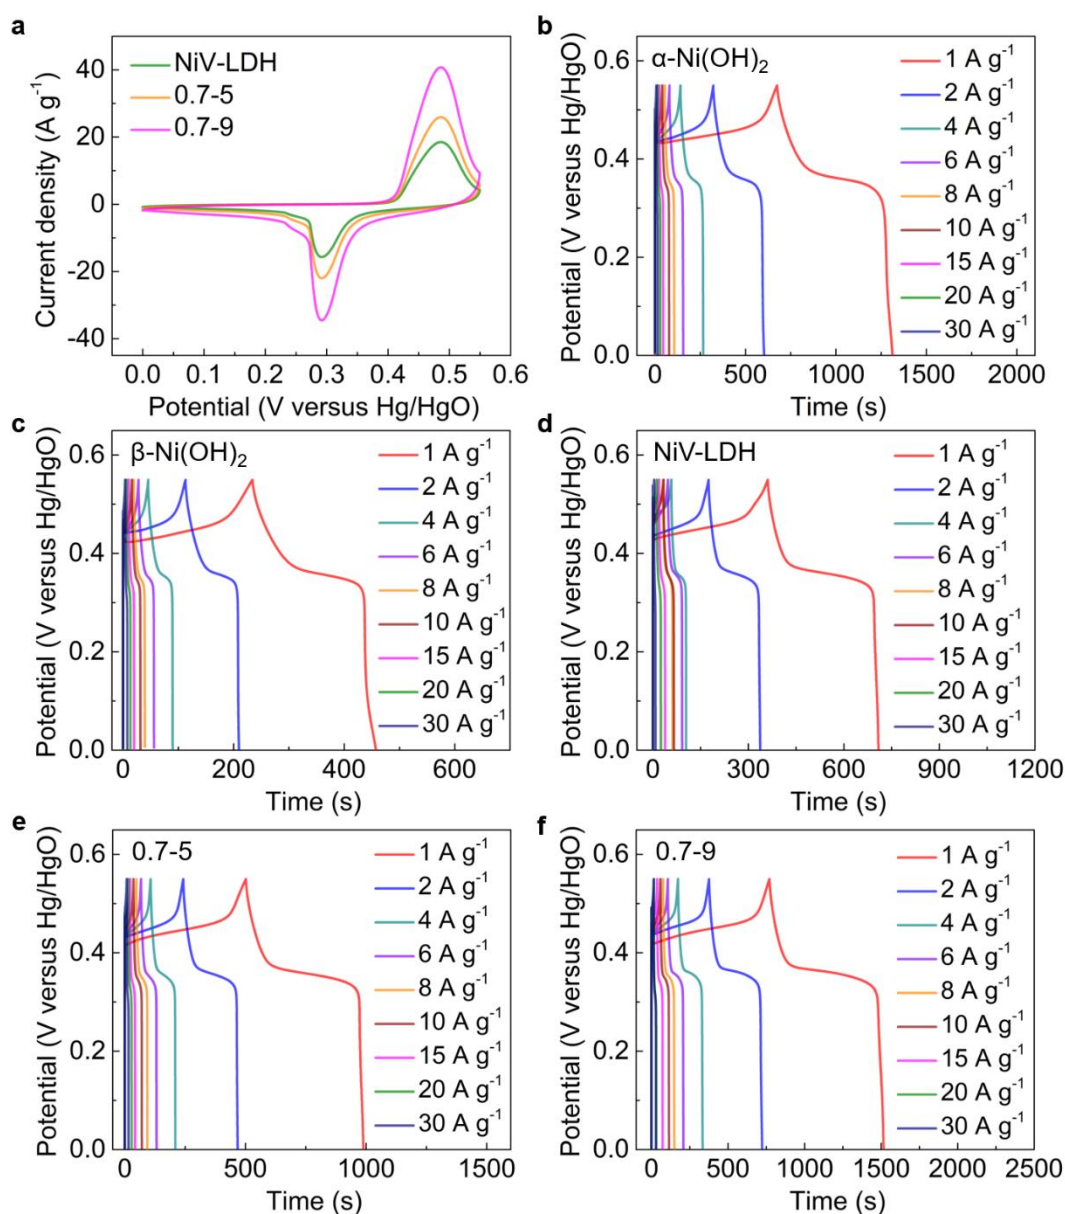 a
NiV-LDH
0.7-5
0.7-9
Current density (A g⁻¹)
40
20
0
-20
-40
0.0 0.1 0.2 0.3 0.4 0.5 0.6
Potential (V versus Hg/HgO)
b
α-Ni(OH)₂
1 A g⁻¹
2 A g⁻¹
4 A g⁻¹
6 A g⁻¹
8 A g⁻¹
10 A g⁻¹
15 A g⁻¹
20 A g⁻¹
30 A g⁻¹
Potential (V versus Hg/HgO)
0.6
0.4
0.2
0.0
0 500 1000 1500 2000
Time (s)
c
β-Ni(OH)₂
1 A g⁻¹
2 A g⁻¹
4 A g⁻¹
6 A g⁻¹
8 A g⁻¹
10 A g⁻¹
15 A g⁻¹
20 A g⁻¹
30 A g⁻¹
Potential (V versus Hg/HgO)
0.6
0.4
0.2
0.0
0 200 400 600
Time (s)
d
NiV-LDH
1 A g⁻¹
2 A g⁻¹
4 A g⁻¹
6 A g⁻¹
8 A g⁻¹
10 A g⁻¹
15 A g⁻¹
20 A g⁻¹
30 A g⁻¹
Potential (V versus Hg/HgO)
0.6
0.4
0.2
0.0
0 300 600 900 1200
Time (s)
e
0.7-5
1 A g⁻¹
2 A g⁻¹
4 A g⁻¹
6 A g⁻¹
8 A g⁻¹
10 A g⁻¹
15 A g⁻¹
20 A g⁻¹
30 A g⁻¹
Potential (V versus Hg/HgO)
0.6
0.4
0.2
0.0
0 500 1000 1500
Time (s)
f
0.7-9
1 A g⁻¹
2 A g⁻¹
4 A g⁻¹
6 A g⁻¹
8 A g⁻¹
10 A g⁻¹
15 A g⁻¹
20 A g⁻¹
30 A g⁻¹
Potential (V versus Hg/HgO)
0.6
0.4
0.2
0.0
0 500 1000 1500 2000 2500
Time (s)